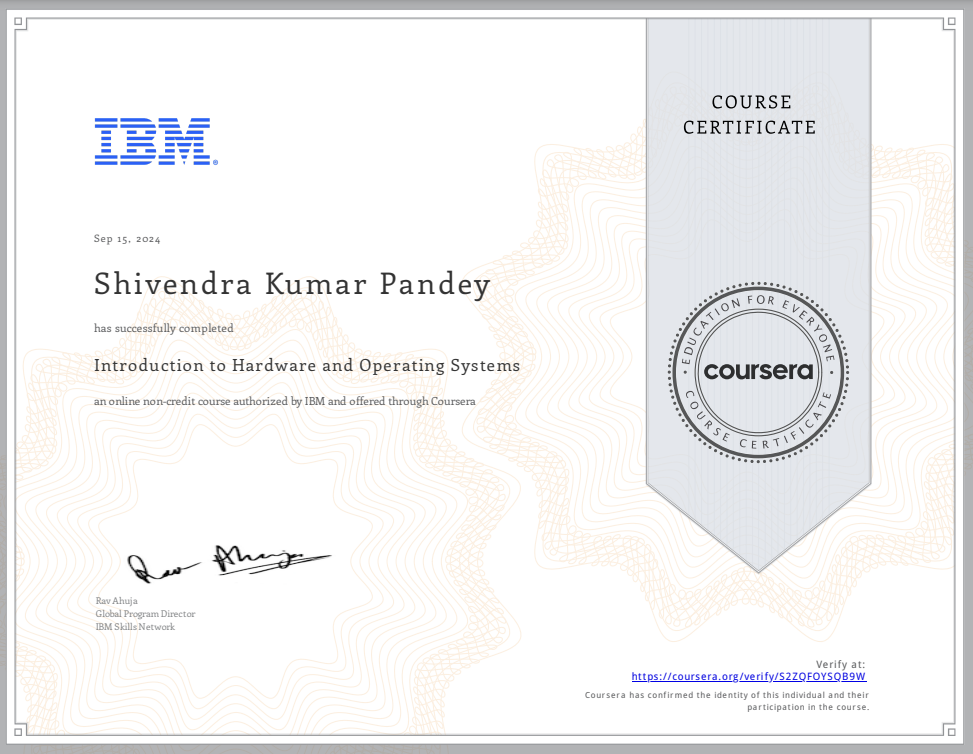 COURSE
CERTIFICATE
IBM®
Sep 15, 2024
Shivendra Kumar Pandey
has successfully completed
Introduction to Hardware and Operating Systems
an online non-credit course authorized by IBM and offered through Coursera
EDUCATION FOR EVERYONE
coursera
COURSE CERTIFICATE
Rav Ahuja
Rav Ahuja
Global Program Director
IBM Skills Network
Verify at:
https://coursera.org/verify/S2ZQFOYSQB9W
Coursera has confirmed the identity of this individual and their
participation in the course.